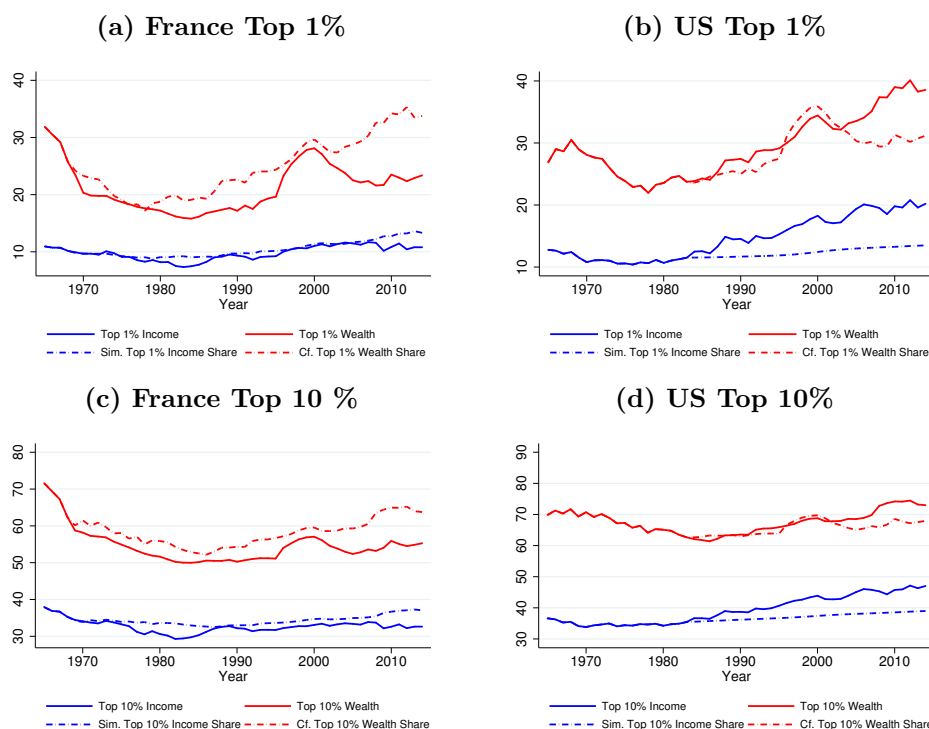 (a) France Top 1%
40
30
20
10
1970 1980 1990 2000 2010
Year
Top 1% Income Top 1% Wealth
Sim. Top 1% Income Share Cf. Top 1% Wealth Share
(b) US Top 1%
40
30
20
10
1970 1980 1990 2000 2010
Year
Top 1% Income Top 1% Wealth
Sim. Top 1% Income Share Cf. Top 1% Wealth Share
(c) France Top 10 %
80
70
60
50
40
30
1970 1980 1990 2000 2010
Year
Top 10% Income Top 10% Wealth
Sim. Top 10% Income Share Cf. Top 10% Wealth Share
(d) US Top 10%
90
80
70
60
50
40
30
1970 1980 1990 2000 2010
Year
Top 10% Income Top 10% Wealth
Sim. Top 10% Income Share Cf. Top 10% Wealth Share